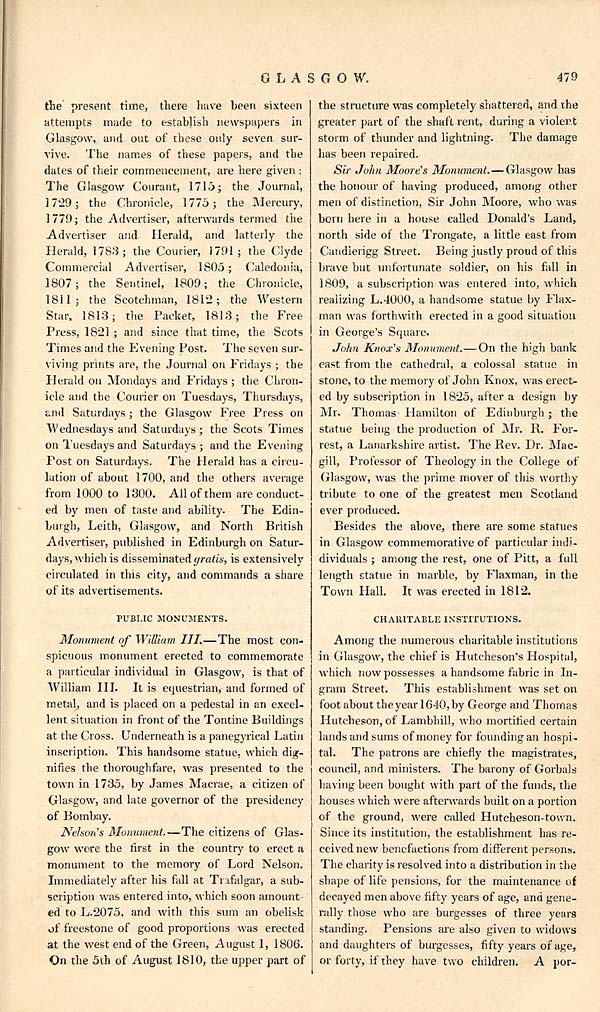 GLASGOW. 479
the present time, there have been sixteen
attempts made to establish newspapers in
Glasgow, and out of these only seven sur-
vive. The names of these papers, and the
dates of their commencement, are here given :
The Glasgow Courant, 1715; the Journal,
1729 ; the Chronicle, 1775 ; the Mercury,
1779; the Advertiser, afterwards termed the
Advertiser and Herald, and latterly the
Herald, 1783 ; the Courier, 1791 ; the Clyde
Commercial Advertiser, 1805 ; Caledonia,
1807 ; the Sentinel, 1809; the Chronicle,
1811 ; the Scotchman, 1812; the Western
Star, 1813; the Packet, 1813; the Free
Press, 1821 ; and since that time, the Scots
Times and the Evening Post. The seven sur-
viving prints are, the Journal on Fridays ; the
Herald on Mondays and Fridays ; the Chron-
icle and the Courier on Tuesdays, Thursdays,
and Saturdays ; the Glasgow Free Press on
Wednesdays and Saturdays ; the Scots Times
on Tuesdays and Saturdays ; and the Evening
Post on Saturdays. The Herald has a circu-
lation of about 1700, and the others average
from 1000 to 1300. All of them are conduct-
ed by men of taste and ability. The Edin-
burgh, Leith, Glasgow, and North British
Advertiser, published in Edinburgh on Satur-
days, which is disseminated gratis, is extensively
circulated in this city, and commands a share
of its advertisements.
PUBLIC MONUMENTS.
Monument of William III.—The most con-
spicuous monument erected to commemorate
a particular individual in Glasgow, is that of
William III. It is equestrian, and formed of
metal, and is placed on a pedestal in an excel-
lent situation in front of the Tontine Buildings
at the Cross. Underneath is a panegyrical Latin
inscription. This handsome statue, which dig-
nifies the thoroughfare, was presented to the
town in 1735, by James Macrae, a citizen of
Glasgow, and late governor of the presidency
of Bombay.
Nelson's Monument.—The citizens of Glas-
gow were the first in the country to erect a
monument to the memory of Lord Nelson.
Immediately after his fall at Trafalgar, a sub-
scription was entered into, which soon amount-
ed to L.2075, and with this sum an obelisk
of freestone of good proportions was erected
at the west end of the Green, August 1, 1806.
On the 5th of August 1810, the upper part of
the structure was completely shattered, and the
greater part of the shaft rent, during a violent
storm of thunder and lightning. The damage
has been repaired.
Sir John Moore's Monument.—Glasgow has
the honour of having produced, among other
men of distinction, Sir John Moore, who was
born here in a house called Donald's Land,
north side of the Trongate, a little east from
Candlerigg Street. Being justly proud of this
brave but unfortunate soldier, on his fall in
1809, a subscription was entered into, which
realizing L.4000, a handsome statue by Flax-
man was forthwith erected in a good situation
in George's Square.
John Knox's Monument.—On the high bank
east from the cathedral, a colossal statue in
stone, to the memory of John Knox, was erect-
ed by subscription in 1825, after a design by
Mr. Thomas Hamilton of Edinburgh ; the
statue being the production of Mr. R. For-
rest, a Lanarkshire artist. The Rev. Dr. Mac-
gill, Professor of Theology in the College of
Glasgow, was the prime mover of this worthy
tribute to one of the greatest men Scotland
ever produced.
Besides the above, there are some statues
in Glasgow commemorative of particular indi-
dividuals ; among the rest, one of Pitt, a full
length statue in marble, by Flaxman, in the
Town Hall. It was erected in 1812.
CHARITABLE INSTITUTIONS.
Among the numerous charitable institutions
in Glasgow, the chief is Hutcheson's Hospital,
which now possesses a handsome fabric in In-
gram Street. This establishment was set on
foot about the year 1640, by George and Thomas
Hutcheson, of Lambhill, who mortified certain
lands and sums of money for founding an hospi-
tal. The patrons are chiefly the magistrates,
council, and ministers. The barony of Gorbals
having been bought with part of the funds, the
houses which were afterwards built on a portion
of the ground, were called Hutcheson-town.
Since its institution, the establishment has re-
ceived new benefactions from different persons.
The charity is resolved into a distribution in the
shape of life pensions, for the maintenance of
decayed men above fifty years of age, and gene-
rally those who are burgesses of three years
standing. Pensions are also given to widows
and daughters of burgesses, fifty years of age,
or forty, if they have two children. A por-